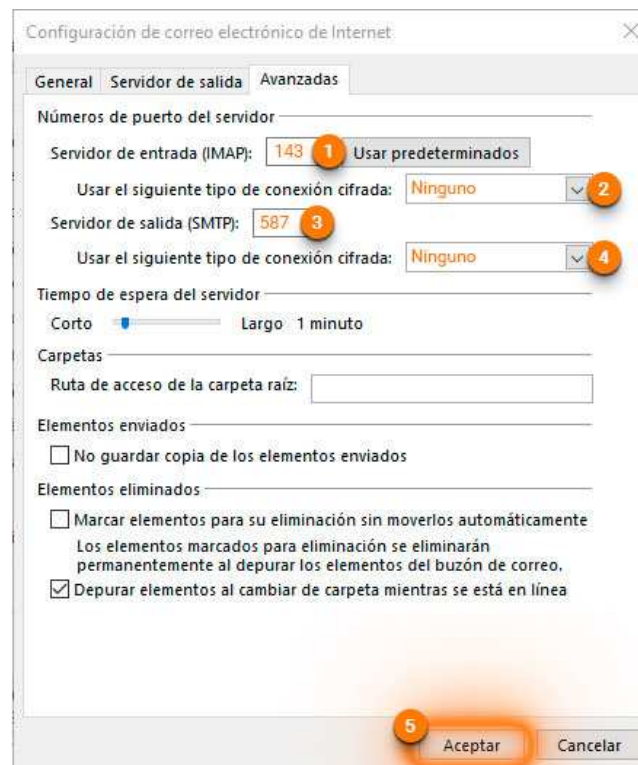 Configuración de correo electrónico de Internet
General Servidor de salida Avanzadas
Números de puerto del servidor
Servidor de entrada (IMAP): 143 1 Usar predeterminados
Usar el siguiente tipo de conexión cifrada: Ninguno 2
Servidor de salida (SMTP): 587 3
Usar el siguiente tipo de conexión cifrada: Ninguno 4
Tiempo de espera del servidor
Corto Largo 1 minuto
Carpetas
Ruta de acceso de la carpeta raíz:
Elementos enviados
No guardar copia de los elementos enviados
Elementos eliminados
Marcar elementos para su eliminación sin moverlos automáticamente
Los elementos marcados para eliminación se eliminarán
permanentemente al depurar los elementos del buzón de correo.
Depurar elementos al cambiar de carpeta mientras se está en línea
5
Aceptar Cancelar